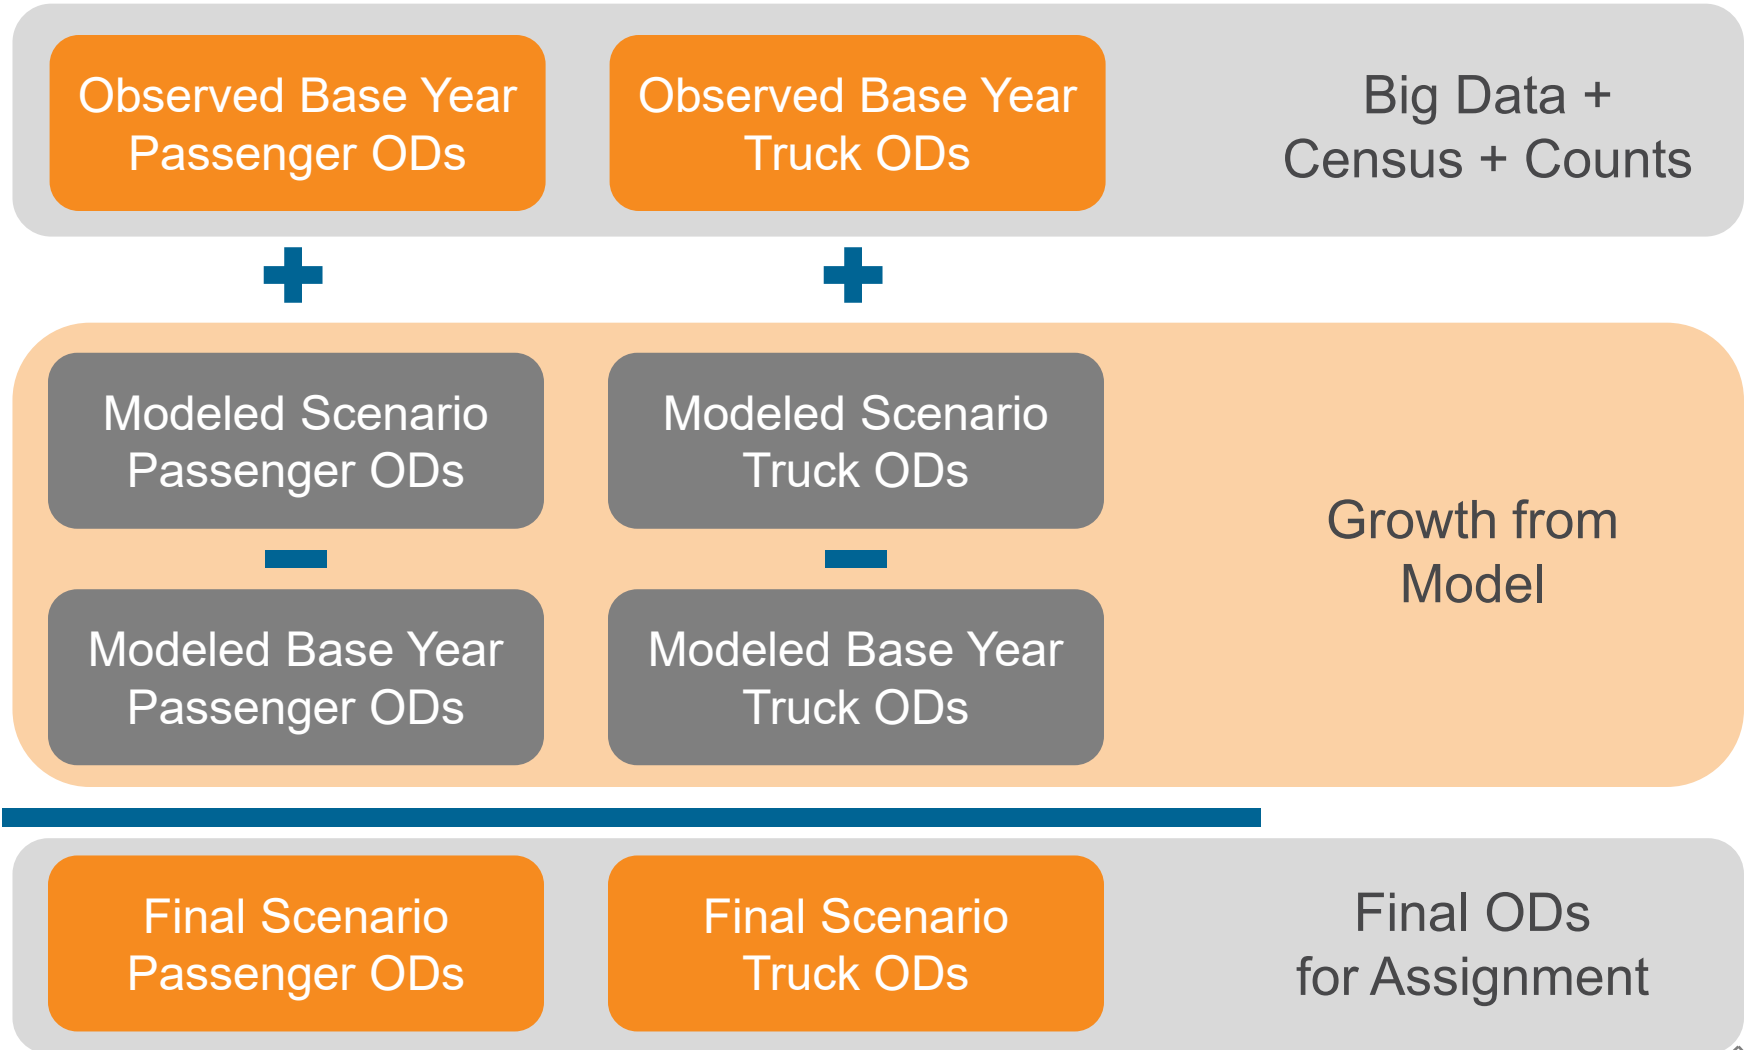 Observed Base Year
Passenger ODs
Observed Base Year
Truck ODs
Big Data +
Census + Counts
Modeled Scenario
Passenger ODs
Modeled Scenario
Truck ODs
Growth from
Model
Modeled Base Year
Passenger ODs
Modeled Base Year
Truck ODs
Final Scenario
Passenger ODs
Final Scenario
Truck ODs
Final ODs
for Assignment